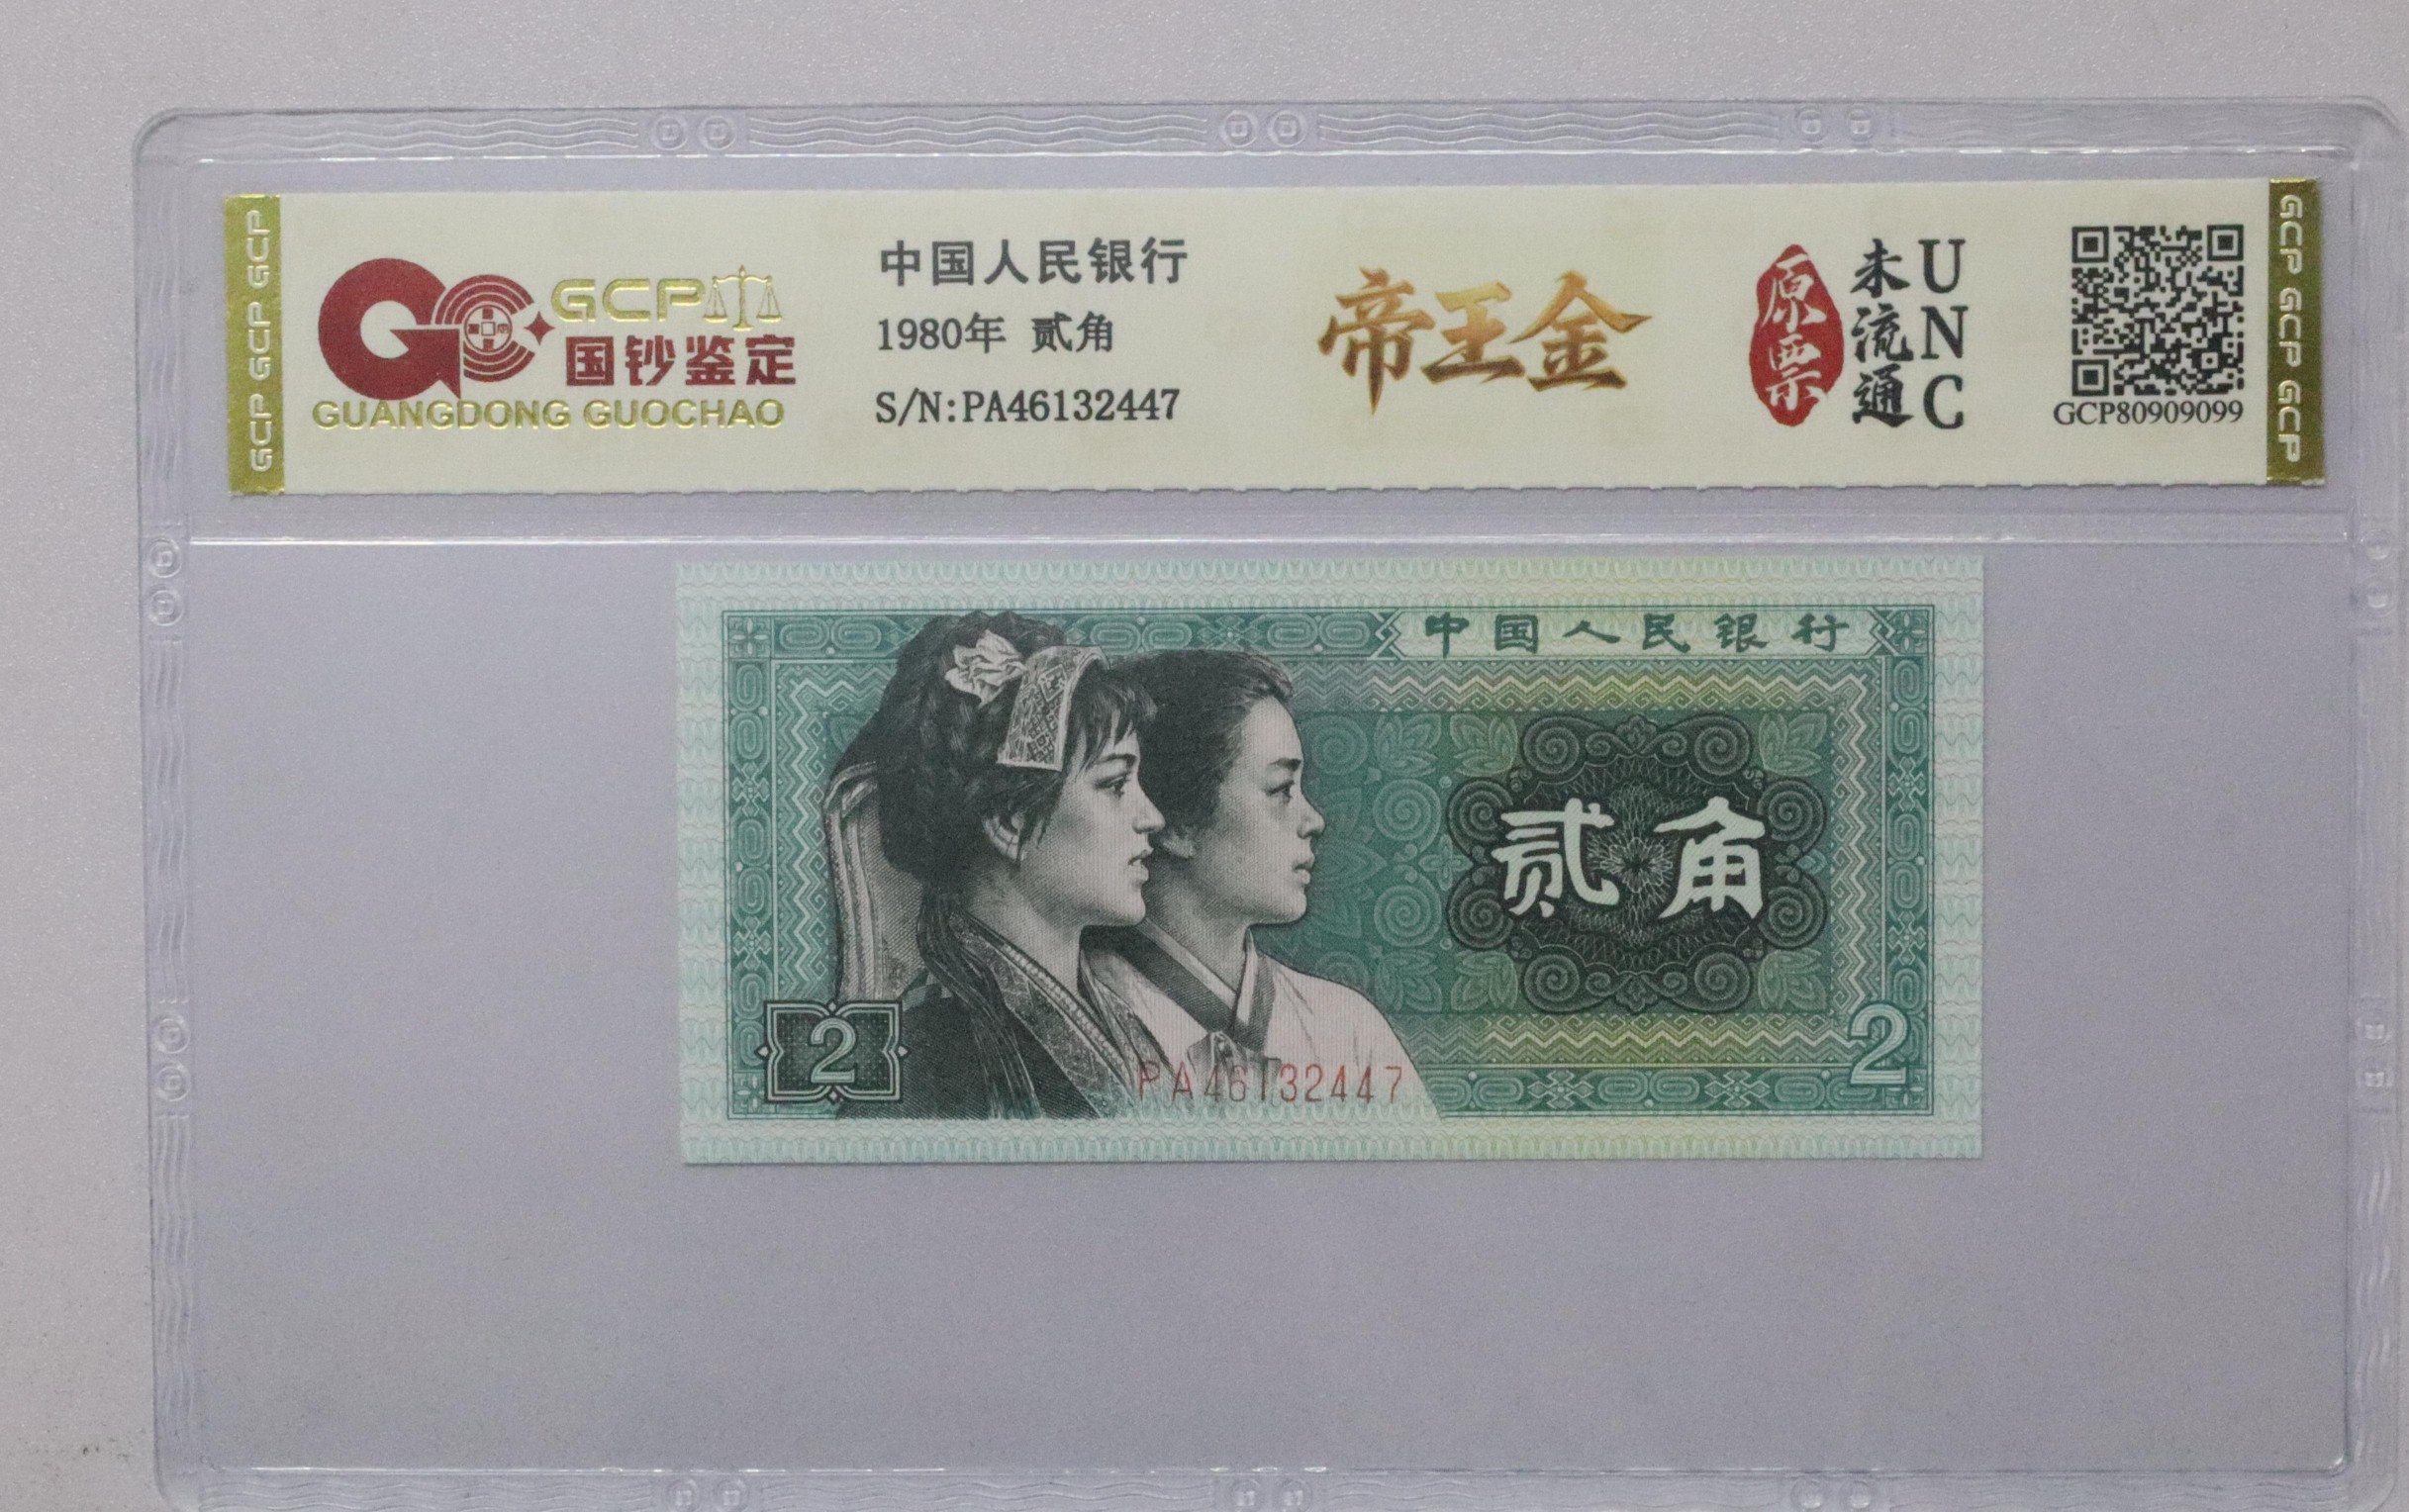 GCP GCP GCP
GCP
国钞鉴定
GUANGDONG GUOCHAO
中国人民银行
1980年 贰角
S/N:PA46132447
帝王金
原票
未流通
UNC
GCP80909099
GCP GCP GCP
中国人民银行
贰角
2
2
PA46132447